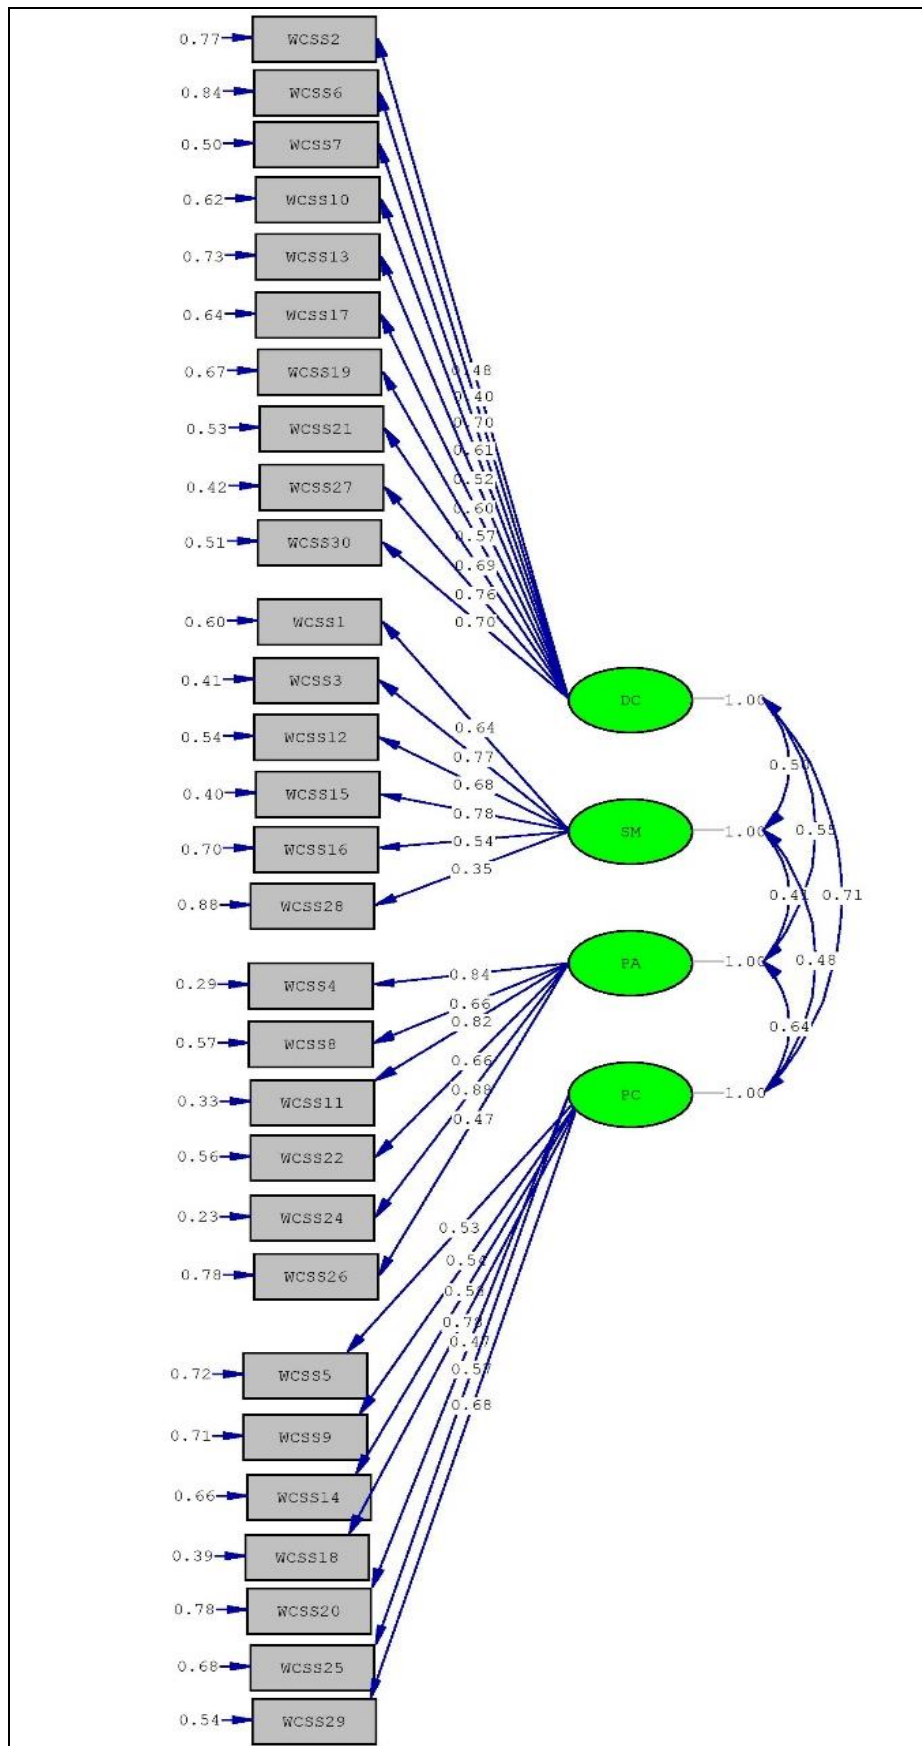 0.77 WCSS2
0.84 WCSS6
0.50 WCSS7
0.62 WCSS10
0.73 WCSS13
0.64 WCSS17
0.67 WCSS19
0.53 WCSS21
0.42 WCSS27
0.51 WCSS30
0.60 WCSS1
0.41 WCSS3
0.54 WCSS12
0.40 WCSS15
0.70 WCSS16
0.88 WCSS28
0.29 WCSS4
0.57 WCSS8
0.33 WCSS11
0.56 WCSS22
0.23 WCSS24
0.78 WCSS26
0.72 WCSS5
0.71 WCSS9
0.66 WCSS14
0.39 WCSS18
0.78 WCSS20
0.68 WCSS25
0.54 WCSS29
0.48
0.40
0.70
0.61
0.52
0.60
0.57
0.69
0.76
0.70
0.64
0.77
0.68
0.78
0.54
0.35
0.84
0.66
0.82
0.66
0.88
0.47
0.53
0.54
0.58
0.78
0.47
0.57
0.68
DC 1.00
SM 1.00
PA 1.00
PC 1.00
0.50
0.55
0.41
0.71
0.48
0.64